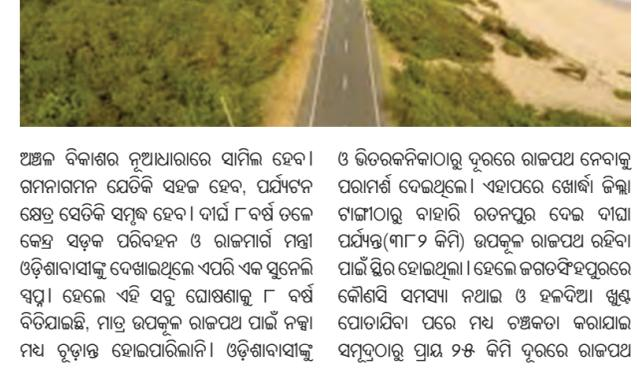 ଅଞ୍ଚଳ ବିକାଶର ନୂଆଧାରାରେ ସାମିଲ ହେବ।
ଗମନାଗମନ ଯେତିକି ସହଜ ହେବ, ପର୍ଯ୍ୟଟନ
କ୍ଷେତ୍ର ସେତିକି ସମୃଦ୍ଧ ହେବ। ଦୀର୍ଘ ୮ ବର୍ଷ ତଳେ
କେନ୍ଦ୍ର ସଡ଼କ ପରିବହନ ଓ ରାଜମାର୍ଗ ମନ୍ତ୍ରୀ
ଓଡ଼ିଶାବାସୀଙ୍କୁ ଦେଖାଇଥିଲେ ଏପରି ଏକ ସୁନେଲି
ସ୍ୱପ୍ନ। ହେଲେ ଏହି ସବୁ ଘୋଷଣାକୁ ୮ ବର୍ଷ
ବିତିଯାଇଛି, ମାତ୍ର ଉପକୂଳ ରାଜପଥ ପାଇଁ ନକ୍ସା
ମଧ୍ୟ ଚୂଡ଼ାନ୍ତ ହୋଇପାରିଲାନି। ଓଡ଼ିଶାବାସୀଙ୍କୁ
ଓ ଭିତରକନିକାଠାରୁ ଦୂରରେ ରାଜପଥ ନେବାକୁ
ପରାମର୍ଶ ଦେଇଥିଲେ। ଏହାପରେ ଖୋର୍ଦ୍ଧା ଜିଲ୍ଲା
ଟାଙ୍ଗୀଠାରୁ ବାହାରି ରତନପୁର ଦେଇ ଦୀଘା
ପର୍ଯ୍ୟନ୍ତ(୩୮୨ କିମି) ଉପକୂଳ ରାଜପଥ ରହିବା
ପାଇଁ ସ୍ଥିର ହୋଇଥିଲା। ହେଲେ ଜଗତସିଂହପୁରରେ
କୌଣସି ସମସ୍ୟା ନଥାଇ ଓ ହଳଦିଆ ଖୁଣ୍ଟ
ପୋତାଯିବା ପରେ ମଧ୍ୟ ଚଞ୍ଚକତା କରାଯାଇ
ସମୁଦ୍ରଠାରୁ ପ୍ରାୟ ୨୫ କିମି ଦୂରରେ ରାଜପଥ